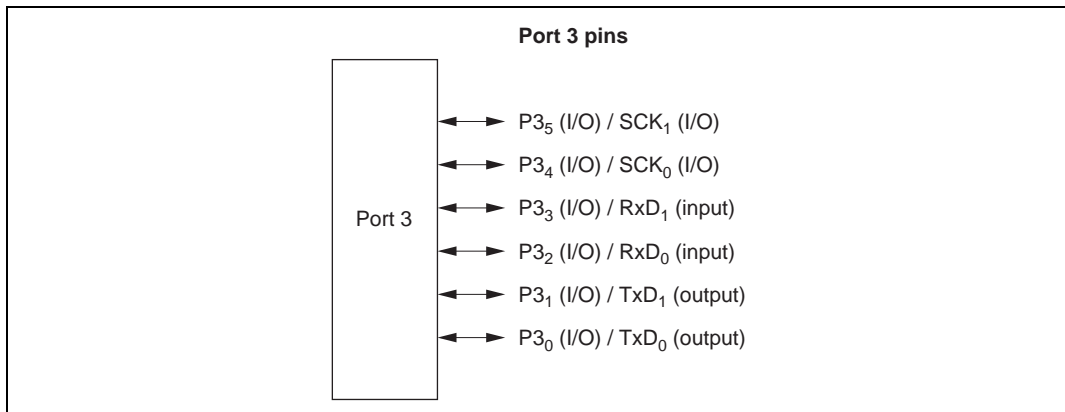 Port 3 pins
P3₅ (I/O) / SCK₁ (I/O)
P3₄ (I/O) / SCK₀ (I/O)
P3₃ (I/O) / RxD₁ (input)
Port 3
P3₂ (I/O) / RxD₀ (input)
P3₁ (I/O) / TxD₁ (output)
P3₀ (I/O) / TxD₀ (output)